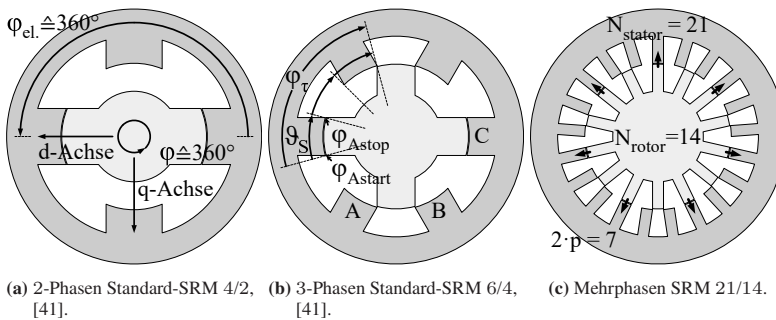 φel.≙360°
d-Achse
φ≙360°
q-Achse
φτ
ϑS
φAstop
φAstart
A
B
C
Nstator = 21
Nrotor=14
2·p = 7
(a) 2-Phasen Standard-SRM 4/2, [41].
(b) 3-Phasen Standard-SRM 6/4, [41].
(c) Mehrphasen SRM 21/14.